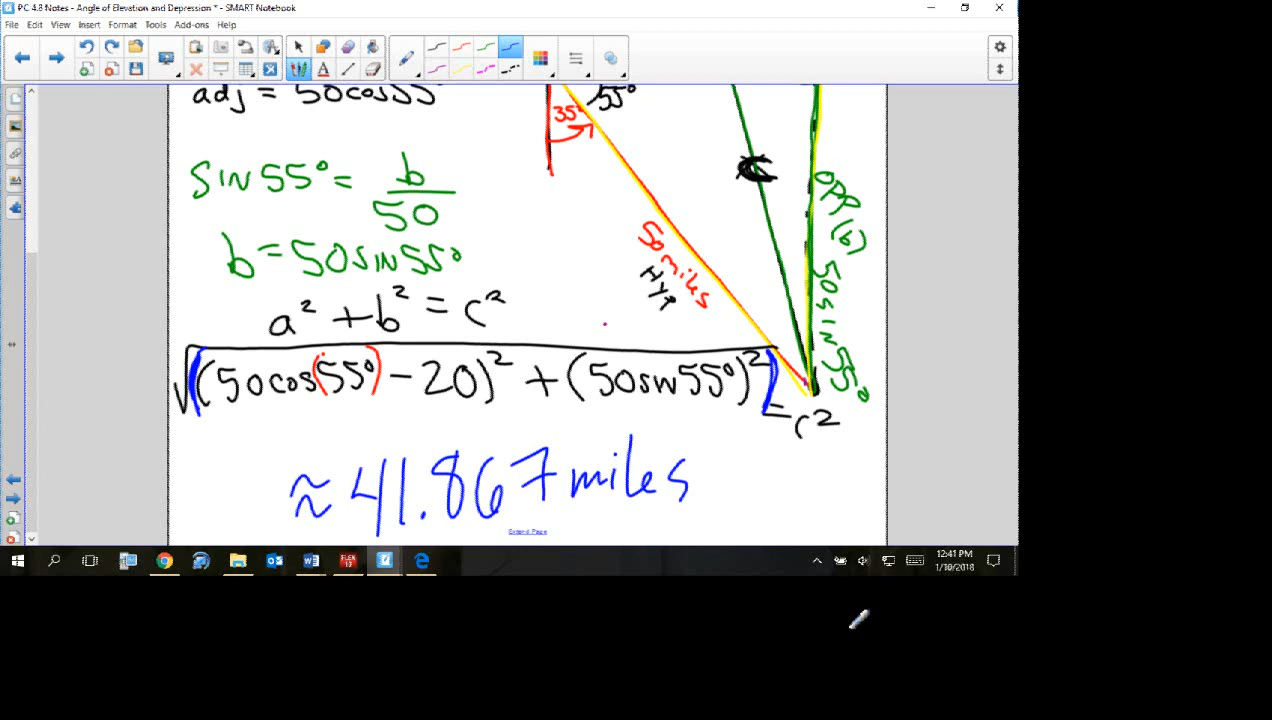 PC 4.8 Notes - Angle of Elevation and Depression * - SMART Notebook
File Edit View Insert Format Tools Add-ons Help
adj = 50cos55°
35°
55°
sin 55° = b
50
b = 50sin55°
50 miles
HYP
c
OPP (b) 50sin55°
a² + b² = c²
√((50cos(55°) - 20)² + (50sin55°)²) = c²
≈ 41.867 miles
Extend Page
12:41 PM
1/10/2018